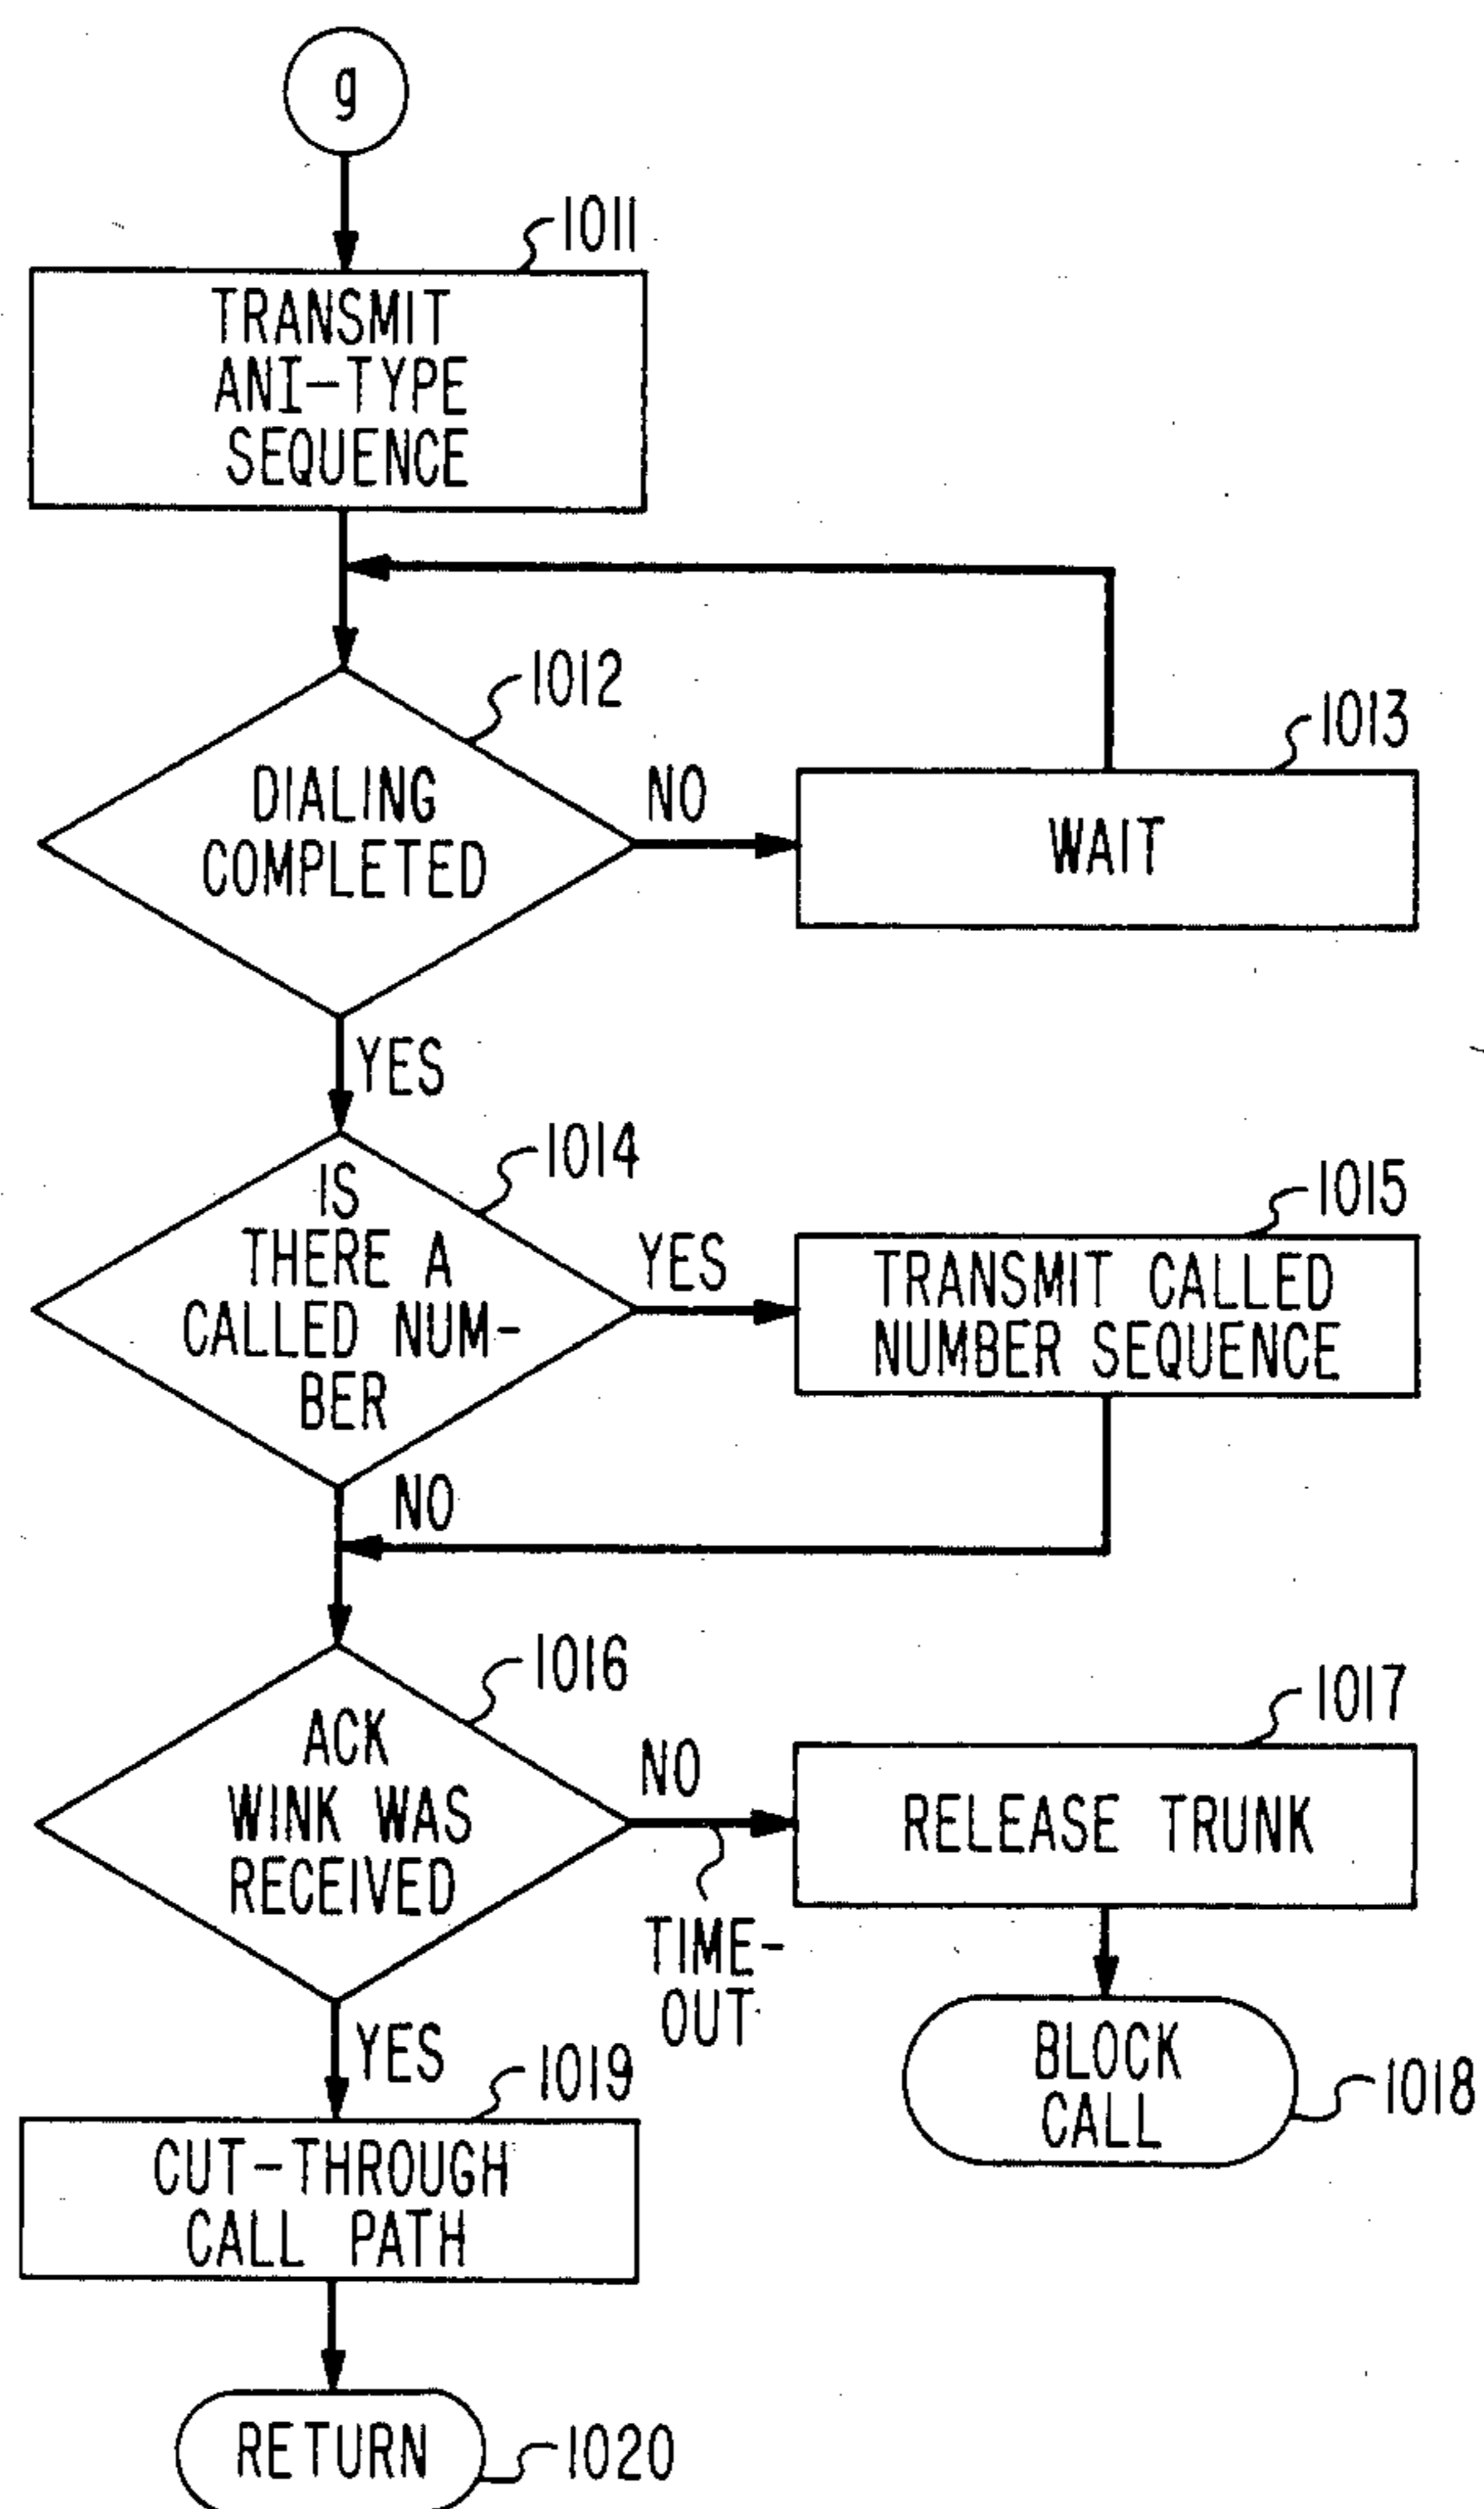 g
1011
TRANSMIT
ANI-TYPE
SEQUENCE
1012
DIALING
COMPLETED
NO
1013
WAIT
YES
1014
IS
THERE A
CALLED NUM-
BER
YES
1015
TRANSMIT CALLED
NUMBER SEQUENCE
NO
1016
ACK
WINK WAS
RECEIVED
NO
TIME-
OUT
1017
RELEASE TRUNK
BLOCK
CALL
1018
YES
1019
CUT-THROUGH
CALL PATH
RETURN
1020